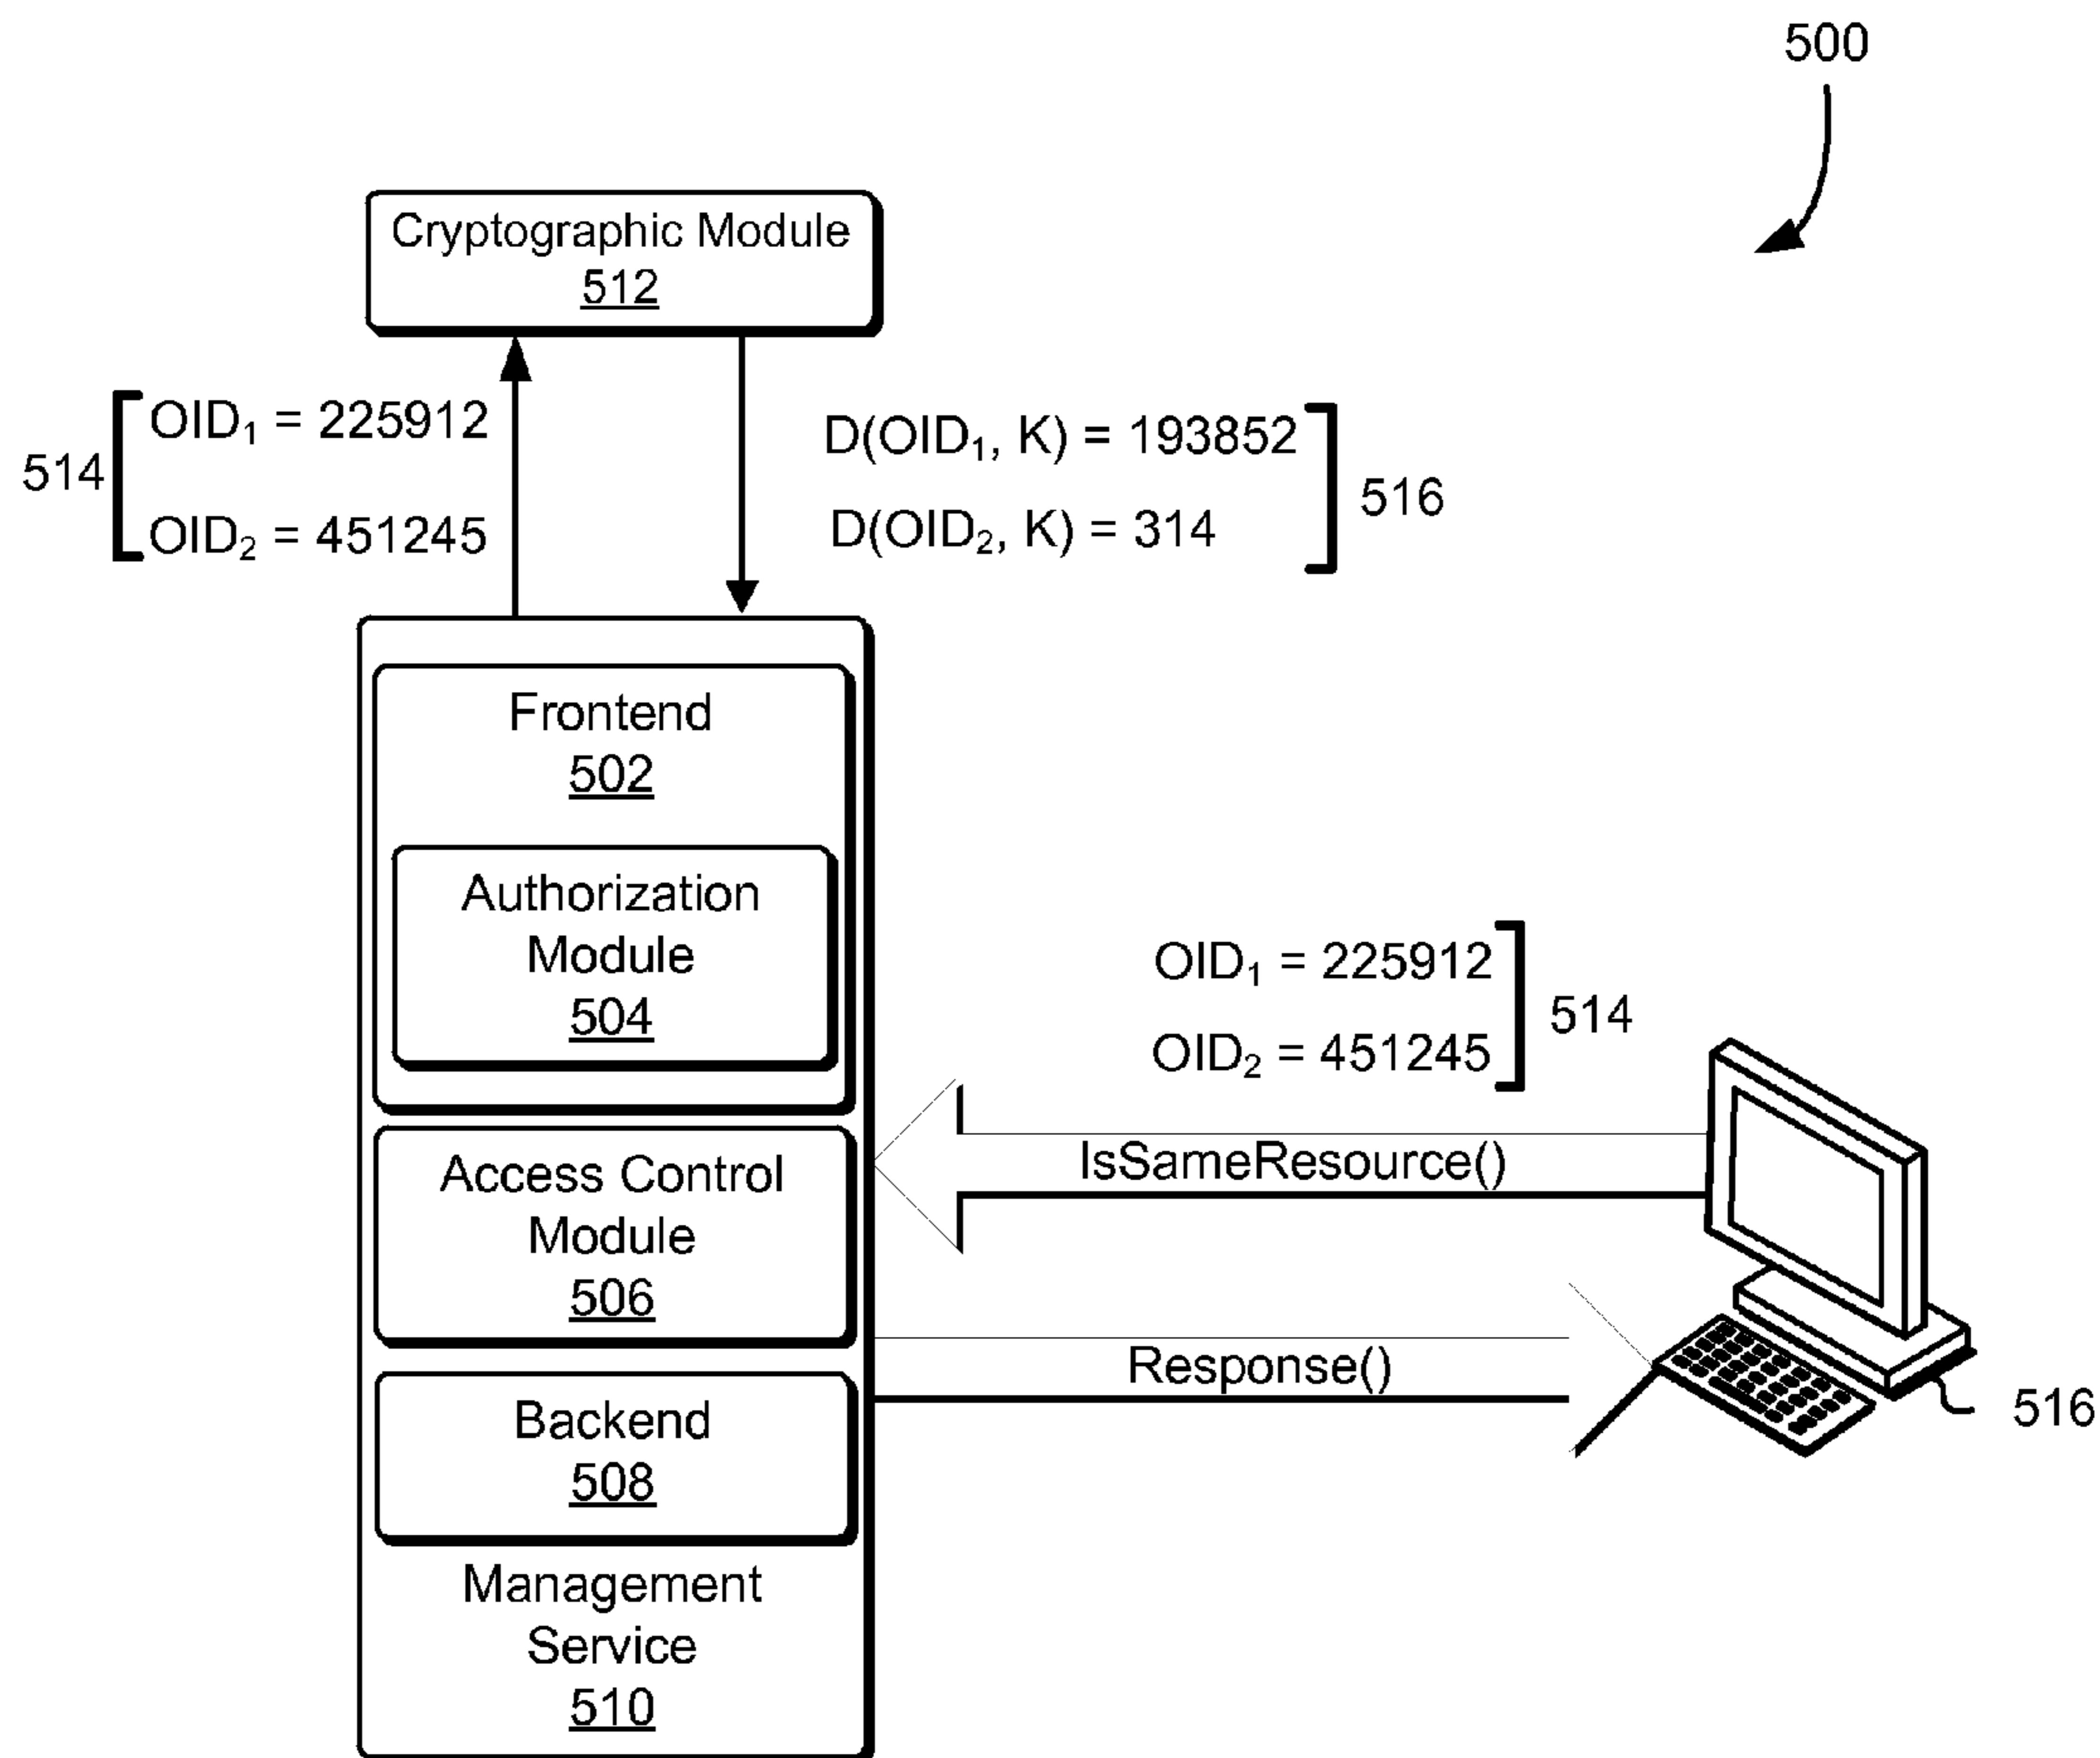 500
Cryptographic Module
512
514
OID₁ = 225912
OID₂ = 451245
D(OID₁, K) = 193852
D(OID₂, K) = 314
516
Frontend
502
Authorization
Module
504
OID₁ = 225912
OID₂ = 451245
514
Access Control
Module
506
IsSameResource()
Response()
516
Backend
508
Management
Service
510